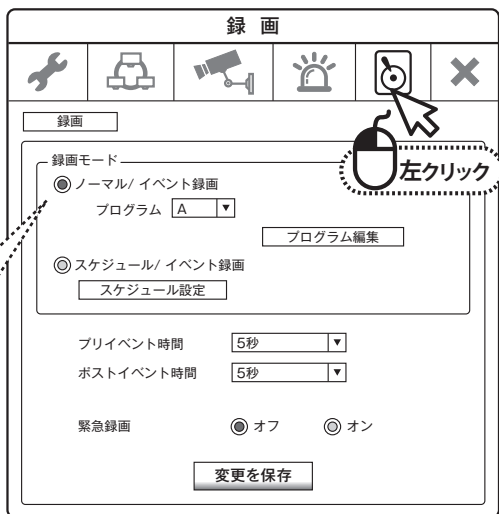 録 画
録画
左クリック
録画モード
ノーマル/ イベント録画
プログラム A ▼
プログラム編集
スケジュール/ イベント録画
スケジュール設定
プリイベント時間 5秒 ▼
ポストイベント時間 5秒 ▼
緊急録画 オフ オン
変更を保存